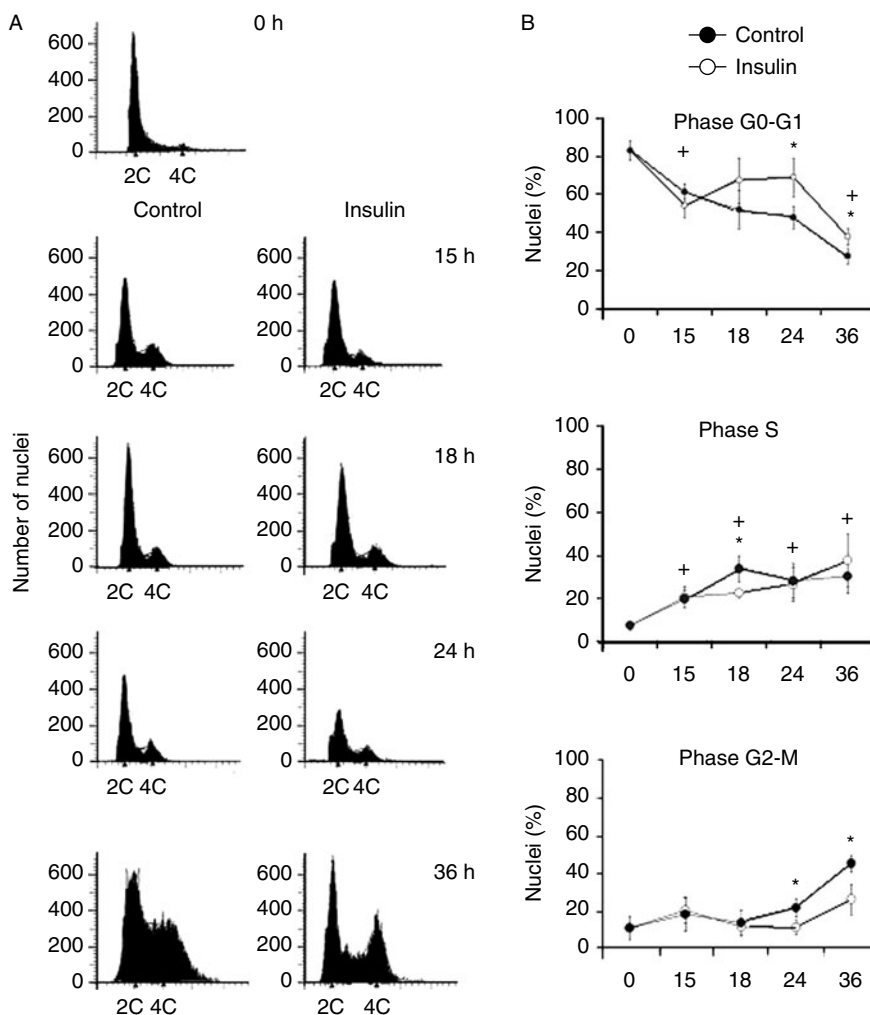 A
0 h
600
400
200
0
2C 4C
Control
Insulin
15 h
600
400
200
0
600
400
200
0
2C 4C
2C 4C
Number of nuclei
18 h
600
400
200
0
600
400
200
0
2C 4C
2C 4C
24 h
600
400
200
0
600
400
200
0
2C 4C
2C 4C
36 h
600
400
200
0
600
400
200
0
2C 4C
2C 4C
B
Control
Insulin
Phase G0-G1
Nuclei (%)
100
80
60
40
20
0
+
*
+
*
0 15 18 24 36
Phase S
Nuclei (%)
100
80
60
40
20
0
+
+
*
+
+
0 15 18 24 36
Phase G2-M
Nuclei (%)
100
80
60
40
20
0
*
*
0 15 18 24 36